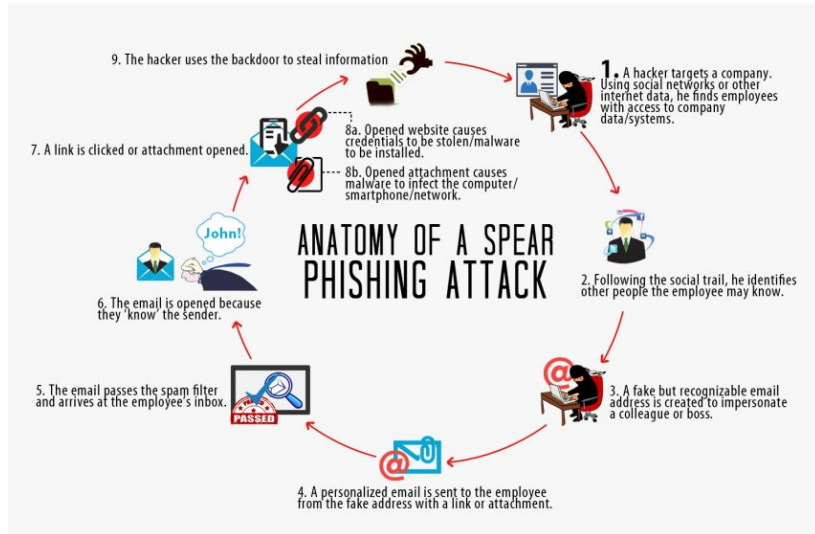 ANATOMY OF A SPEAR
PHISHING ATTACK
1. A hacker targets a company.
Using social networks or other
internet data, he finds employees
with access to company
data/systems.
2. Following the social trail, he identifies
other people the employee may know.
3. A fake but recognizable email
address is created to impersonate
a colleague or boss.
4. A personalized email is sent to the employee
from the fake address with a link or attachment.
5. The email passes the spam filter
and arrives at the employee's inbox.
PASSED
6. The email is opened because
they 'know' the sender.
John!
7. A link is clicked or attachment opened.
8a. Opened website causes
credentials to be stolen/malware
to be installed.
8b. Opened attachment causes
malware to infect the computer/
smartphone/network.
9. The hacker uses the backdoor to steal information
@
@